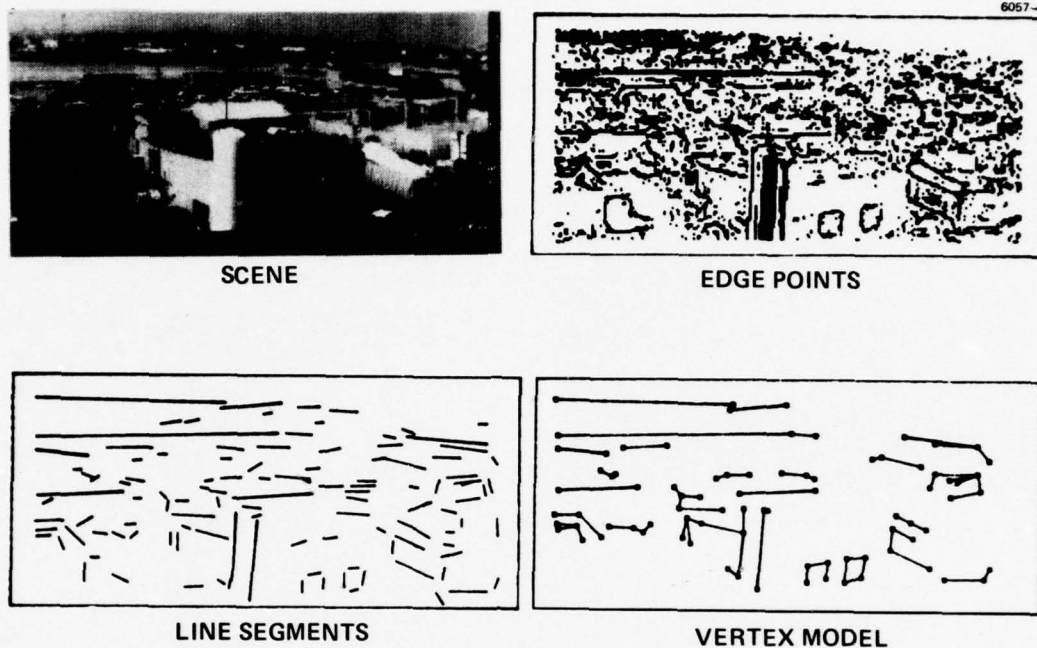 6057-
SCENE
EDGE POINTS
LINE SEGMENTS
VERTEX MODEL